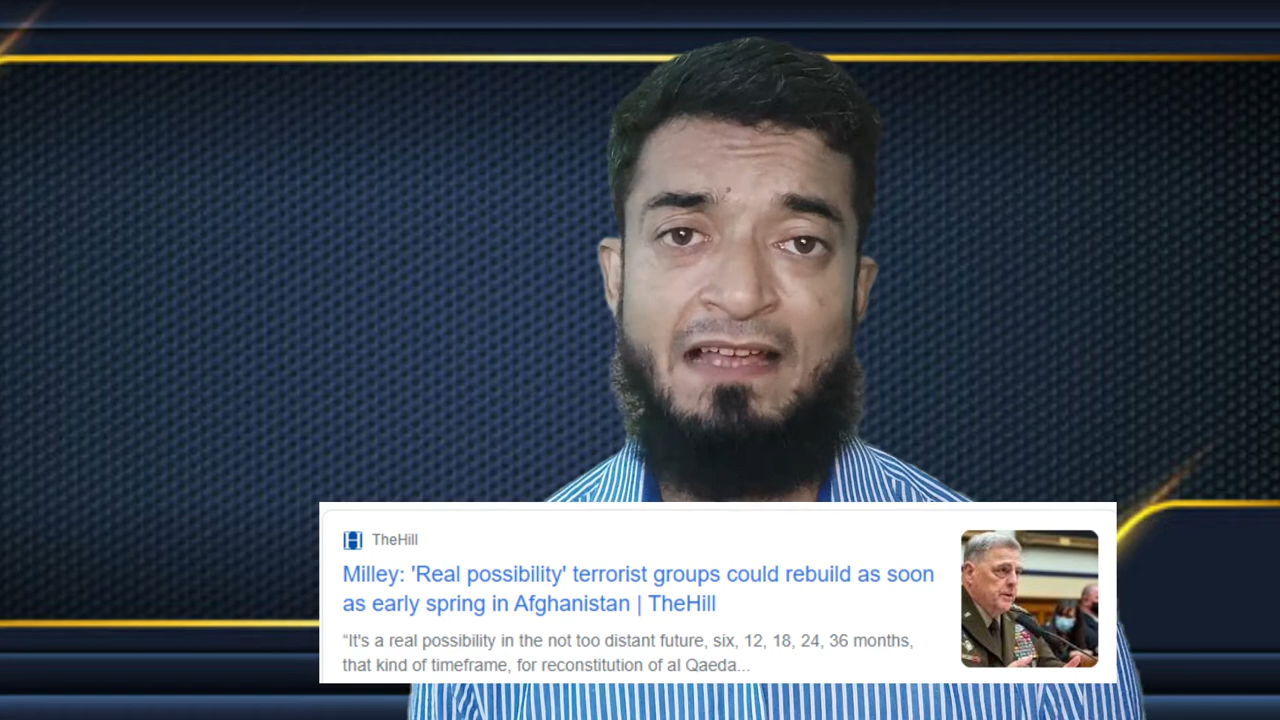 TheHill
Milley: 'Real possibility' terrorist groups could rebuild as soon
as early spring in Afghanistan | TheHill
“It's a real possibility in the not too distant future, six, 12, 18, 24, 36 months,
that kind of timeframe, for reconstitution of al Qaeda...